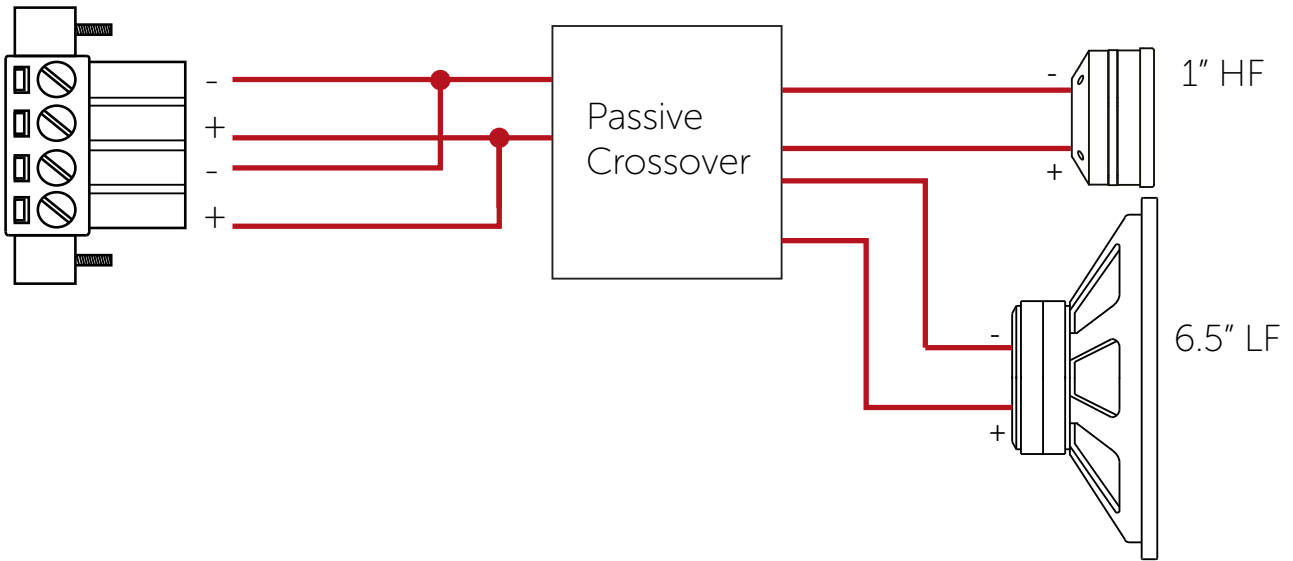 -
+
-
+
Passive
Crossover
-
+
1” HF
-
+
6.5” LF